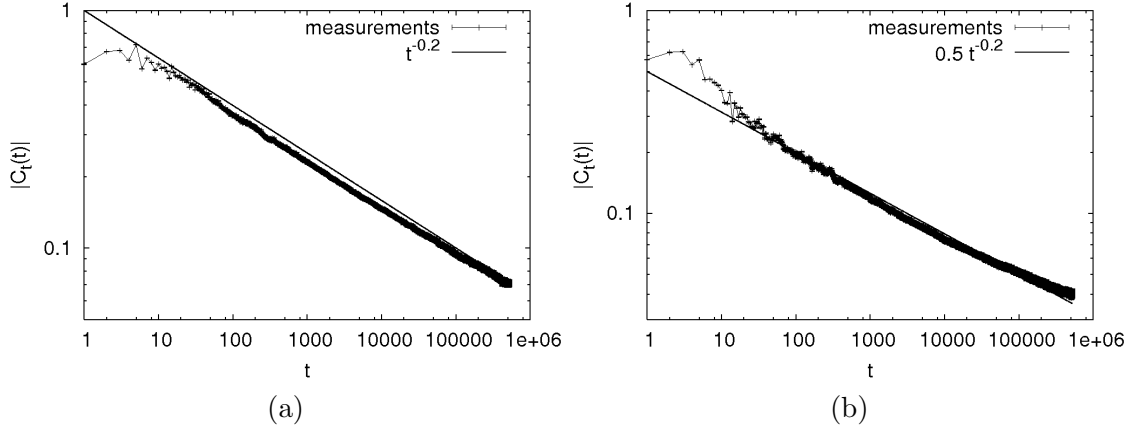 1
0.1
|C_t(t)|
measurements
t^{-0.2}
1 10 100 1000 10000 100000 1e+06
t
(a)
1
0.1
|C_t(t)|
measurements
0.5 t^{-0.2}
1 10 100 1000 10000 100000 1e+06
t
(b)